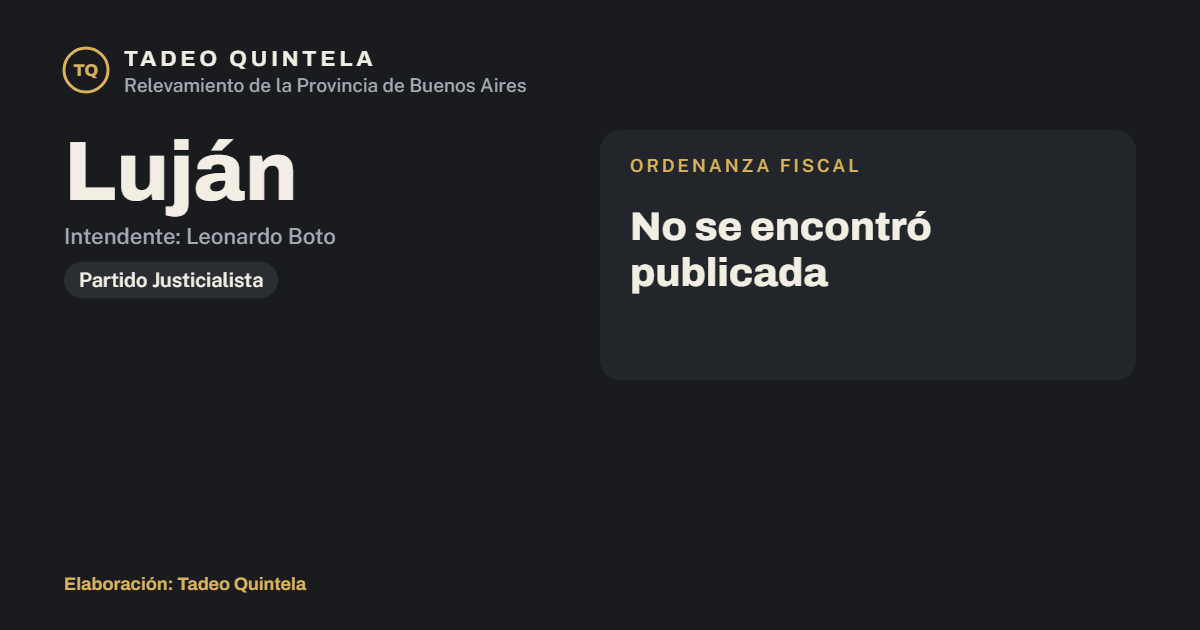 TQ
TADEO QUINTELA
Relevamiento de la Provincia de Buenos Aires
Luján
Intendente: Leonardo Boto
Partido Justicialista
ORDENANZA FISCAL
No se encontró
publicada
Elaboración: Tadeo Quintela